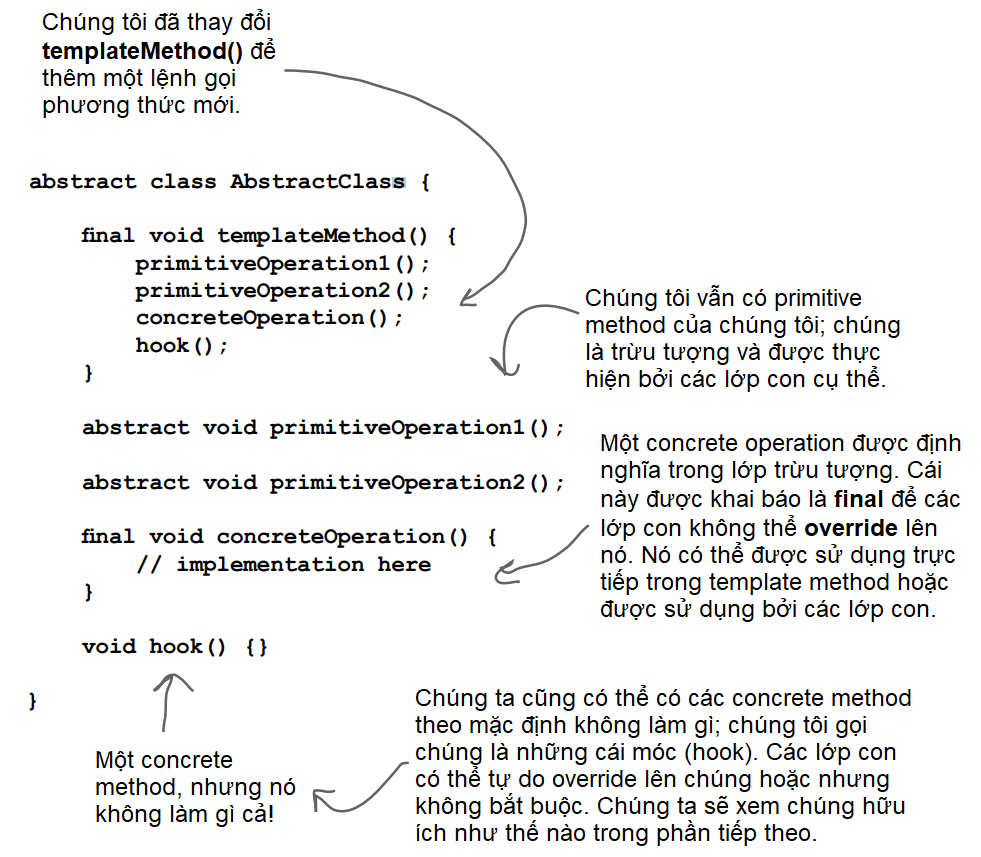 Chúng tôi đã thay đổi
templateMethod() để
thêm một lệnh gọi
phương thức mới.
abstract class AbstractClass {
final void templateMethod() {
primitiveOperation1();
primitiveOperation2();
concreteOperation();
hook();
}
Chúng tôi vẫn có primitive
method của chúng tôi; chúng
là trừu tượng và được thực
hiện bởi các lớp con cụ thể.
abstract void primitiveOperation1();
abstract void primitiveOperation2();
Một concrete operation được định
nghĩa trong lớp trừu tượng. Cái
này được khai báo là final để các
lớp con không thể override lên
nó. Nó có thể được sử dụng trực
tiếp trong template method hoặc
được sử dụng bởi các lớp con.
final void concreteOperation() {
// implementation here
}
void hook() {}
}
Một concrete
method, nhưng nó
không làm gì cả!
Chúng ta cũng có thể có các concrete method
theo mặc định không làm gì; chúng tôi gọi
chúng là những cái móc (hook). Các lớp con
có thể tự do override lên chúng hoặc nhưng
không bắt buộc. Chúng ta sẽ xem chúng hữu
ích như thế nào trong phần tiếp theo.